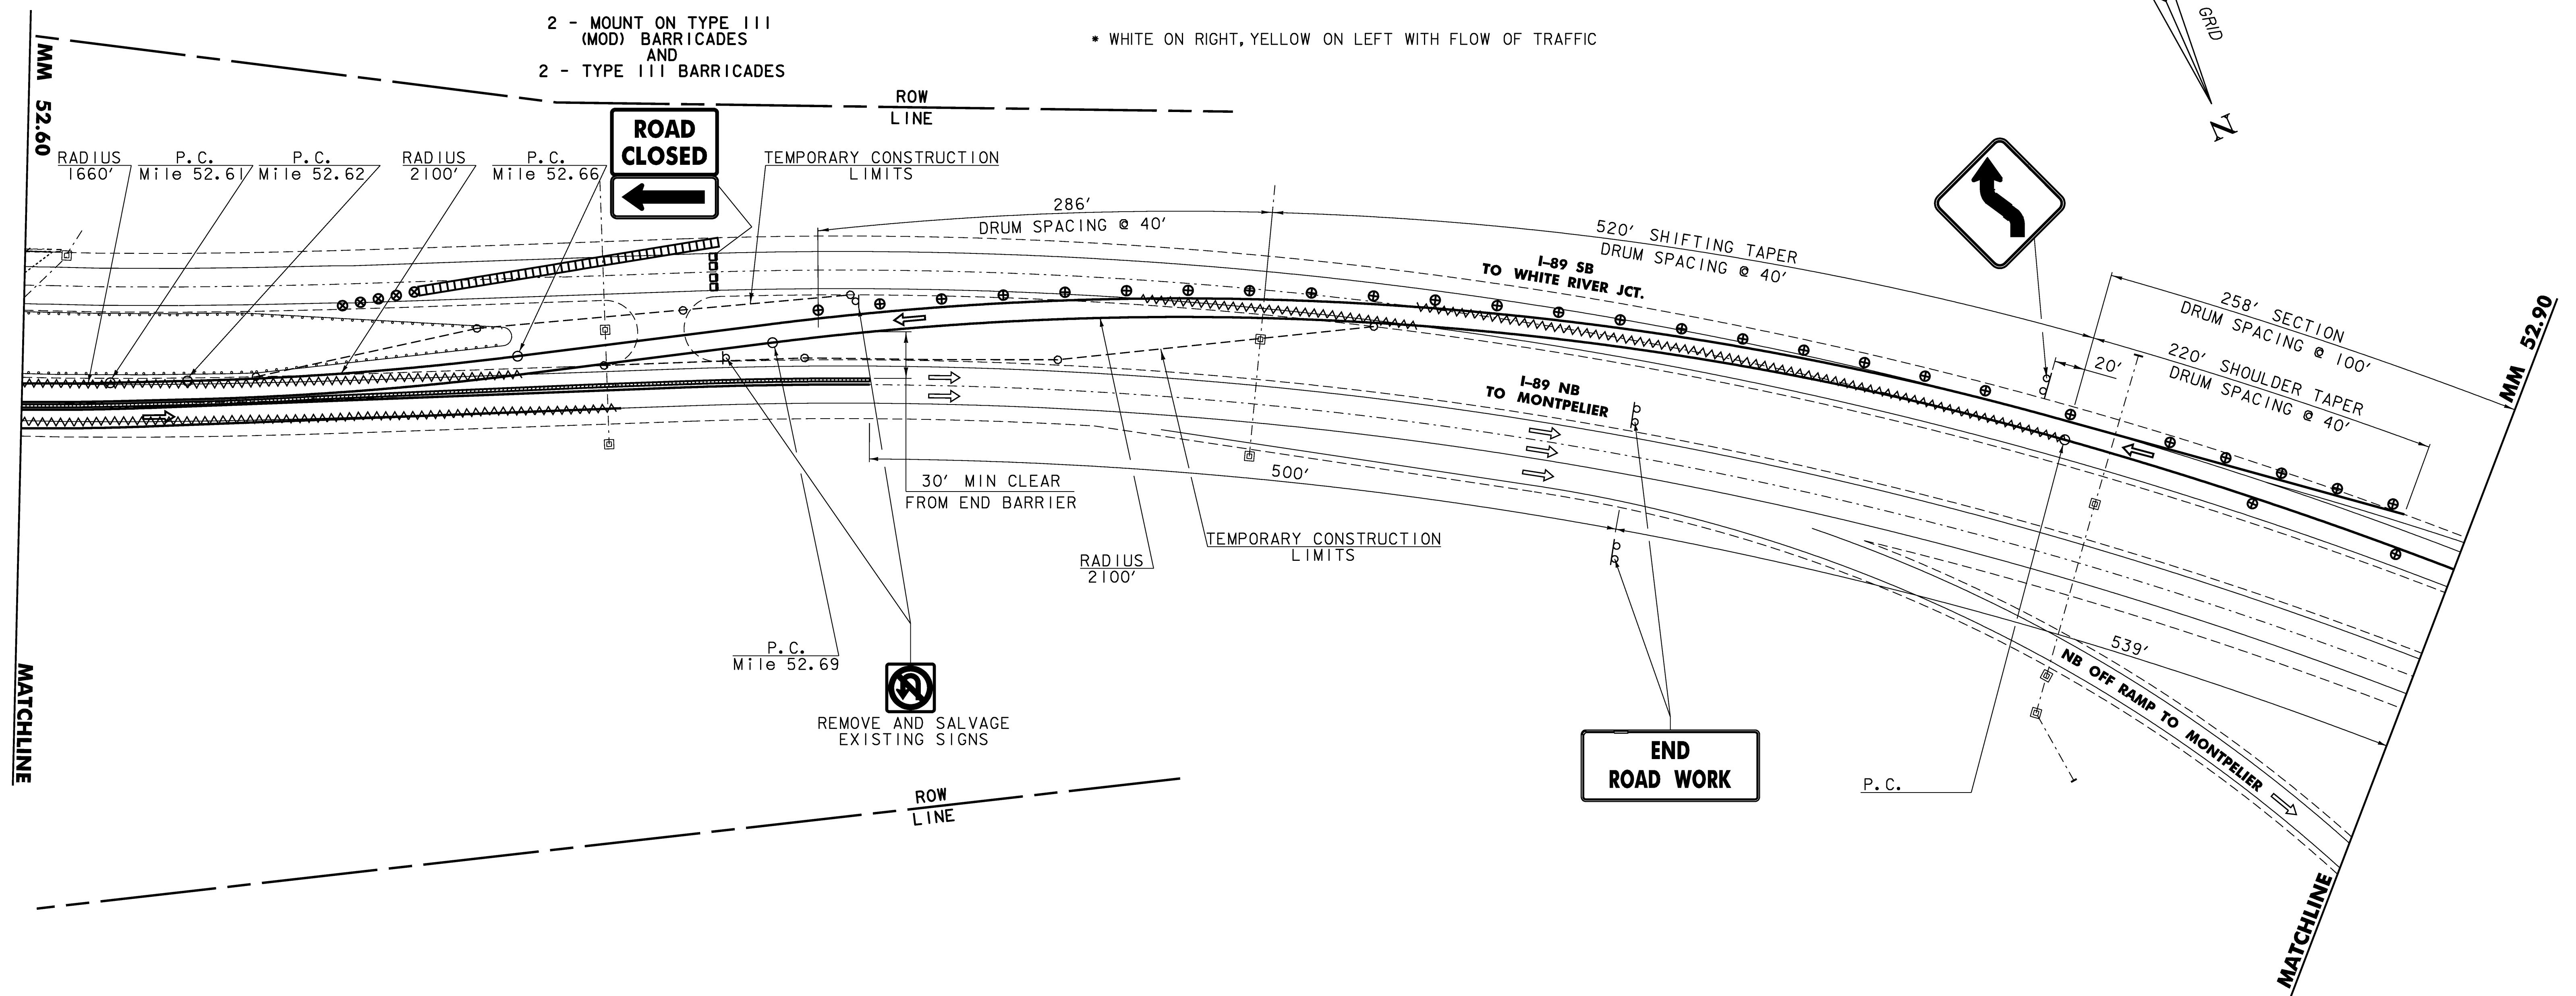 2 - MOUNT ON TYPE III
(MOD) BARRICADES
AND
2 - TYPE III BARRICADES
* WHITE ON RIGHT, YELLOW ON LEFT WITH FLOW OF TRAFFIC
GRID
N
MM 52.60
ROW
LINE
ROAD
CLOSED
RADIUS
1660'
P.C.
Mile 52.61
P.C.
Mile 52.62
RADIUS
2100'
P.C.
Mile 52.66
TEMPORARY CONSTRUCTION
LIMITS
286'
DRUM SPACING @ 40'
520' SHIFTING TAPER
DRUM SPACING @ 40'
I-89 SB
TO WHITE RIVER JCT.
258' SECTION
DRUM SPACING @ 100'
220' SHOULDER TAPER
DRUM SPACING @ 40'
20'
MM 52.90
I-89 NB
TO MONTPELIER
500'
30' MIN CLEAR
FROM END BARRIER
TEMPORARY CONSTRUCTION
LIMITS
RADIUS
2100'
P.C.
Mile 52.69
539'
NB OFF RAMP TO MONTPELIER
REMOVE AND SALVAGE
EXISTING SIGNS
END
ROAD WORK
P.C.
MATCHLINE
ROW
LINE
MATCHLINE